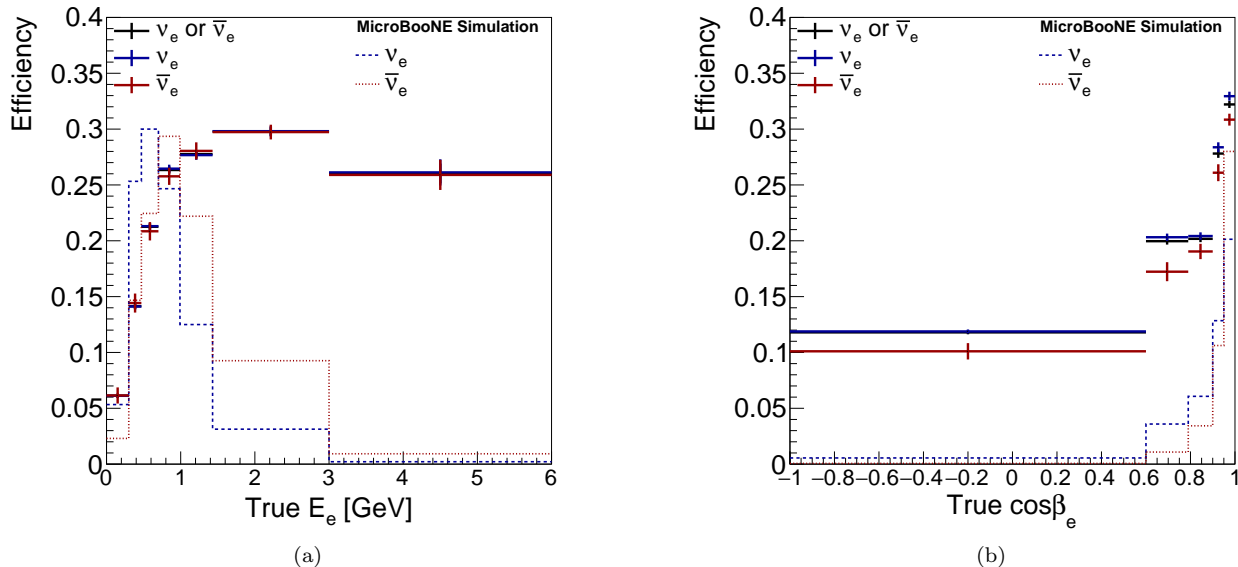 0.4
0.35
0.3
0.25
0.2
0.15
0.1
0.05
0
Efficiency
νₑ or ν̅ₑ
νₑ
ν̅ₑ
MicroBooNE Simulation
νₑ
ν̅ₑ
0 1 2 3 4 5 6
True Eₑ [GeV]
(a)
0.4
0.35
0.3
0.25
0.2
0.15
0.1
0.05
0
Efficiency
νₑ or ν̅ₑ
νₑ
ν̅ₑ
MicroBooNE Simulation
νₑ
ν̅ₑ
−1 −0.8 −0.6 −0.4 −0.2 0 0.2 0.4 0.6 0.8 1
True cosβₑ
(b)